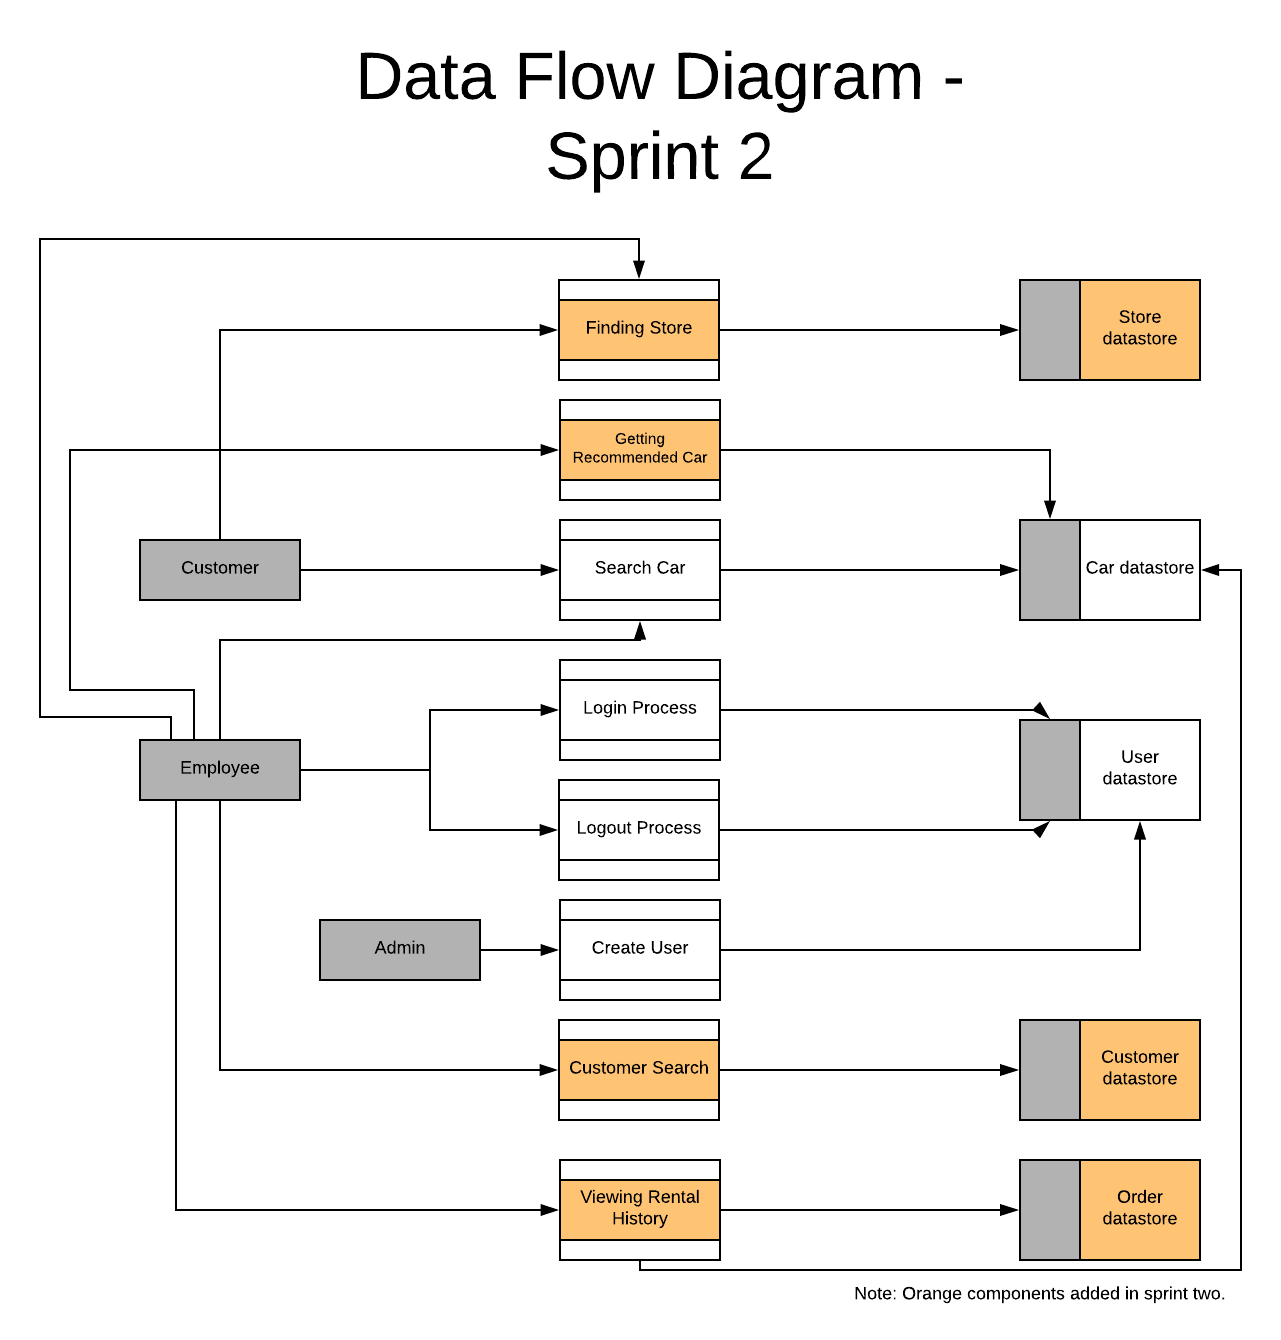 Data Flow Diagram -
Sprint 2
Finding Store
Store
datastore
Getting
Recommended Car
Customer
Search Car
Car datastore
Login Process
Employee
User
datastore
Logout Process
Admin
Create User
Customer Search
Customer
datastore
Viewing Rental
History
Order
datastore
Note: Orange components added in sprint two.